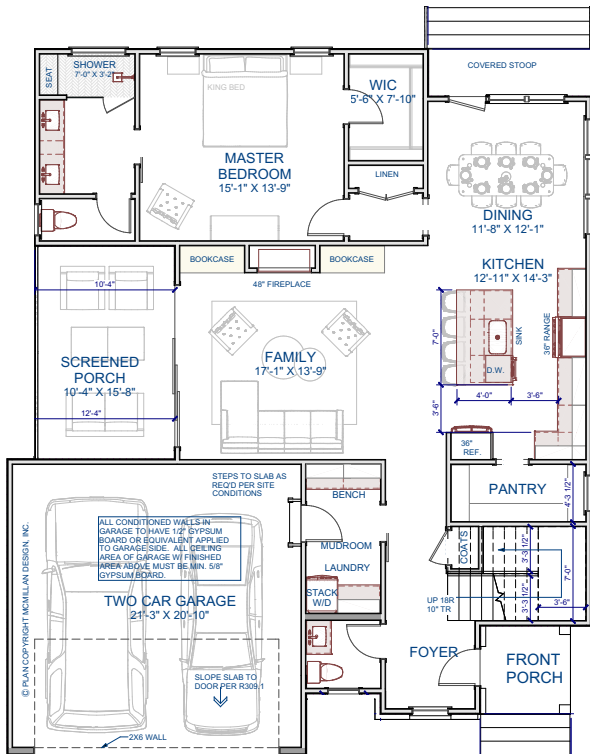 COVERED STOOP
SEAT
SHOWER
7'-0" X 3'-2"
KING BED
WIC
5'-6" X 7'-10"
MASTER
BEDROOM
15'-1" X 13'-9"
LINEN
DINING
11'-8" X 12'-1"
BOOKCASE
BOOKCASE
48" FIREPLACE
KITCHEN
12'-11" X 14'-3"
10'-4"
SCREENED
PORCH
10'-4" X 15'-8"
12'-4"
FAMILY
17'-1" X 13'-9"
7'-0"
SINK
36" RANGE
D.W.
4'-0"
3'-6"
3'-6"
36"
REF.
STEPS TO SLAB AS
REQ'D PER SITE
CONDITIONS
BENCH
PANTRY
4'-3 1/2"
ALL CONDITIONED WALLS IN
GARAGE TO HAVE 1/2" GYPSUM
BOARD OR EQUIVALENT APPLIED
TO GARAGE SIDE. ALL CEILING
AREA OF GARAGE W/ FINISHED
AREA ABOVE MUST BE MIN. 5/8"
GYPSUM BOARD.
MUDROOM
LAUNDRY
STACK
W/D
COATS
3'-3 1/2"
7'-0"
UP 18R
10" TR
3'-3 1/2"
3'-6"
TWO CAR GARAGE
21'-3" X 20'-10"
© PLAN COPYRIGHT MCMILLAN DESIGN, INC.
SLOPE SLAB TO
DOOR PER R309.1
2X6 WALL
FOYER
FRONT
PORCH